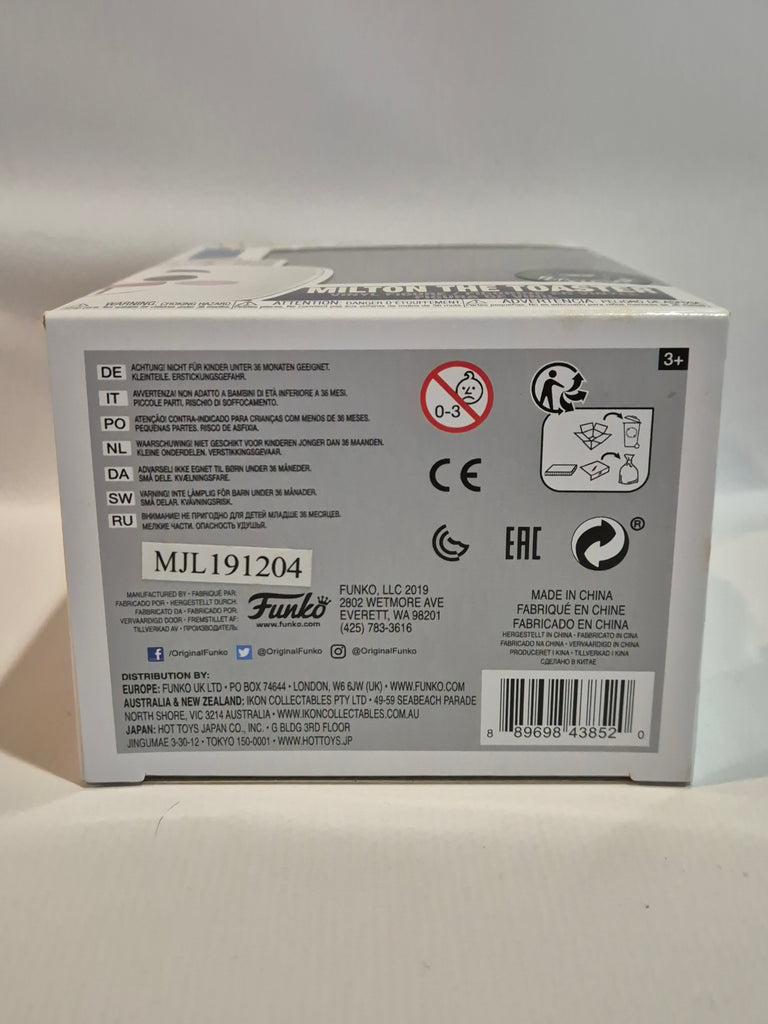 MILTON THE TOASTER
WARNING: CHOKING HAZARD
ATTENTION: DANGER D'ÉTOUFFEMENT
ADVERTENCIA: PELIGRO DE ASFIXIA
3+
DE ACHTUNG! NICHT FÜR KINDER UNTER 36 MONATEN GEEIGNET.
KLEINTEILE. ERSTICKUNGSGEFAHR.
IT AVVERTENZA! NON ADATTO A BAMBINI DI ETÀ INFERIORE A 36 MESI.
PICCOLE PARTI. RISCHIO DI SOFFOCAMENTO.
PO ATENÇÃO! CONTRA-INDICADO PARA CRIANÇAS COM MENOS DE 36 MESES.
PEQUENAS PARTES. RISCO DE ASFIXIA.
NL WAARSCHUWING! NIET GESCHIKT VOOR KINDEREN JONGER DAN 36 MAANDEN.
KLEINE ONDERDELEN. VERSTIKKINGSGEVAAR.
DA ADVARSEL! IKKE EGNET TIL BØRN UNDER 36 MÅNEDER.
SMÅ DELE. KVÆLNINGSFARE.
SW VARNING! INTE LÄMPLIG FÖR BARN UNDER 36 MÅNADER.
SMÅ DELAR. KVÄVNINGSRISK.
RU ВНИМАНИЕ! НЕ ПРИГОДНО ДЛЯ ДЕТЕЙ МЛАДШЕ 36 МЕСЯЦЕВ.
МЕЛКИЕ ЧАСТИ. ОПАСНОСТЬ УДУШЬЯ.
0-3
CE
EAC
®
MJL191204
MANUFACTURED BY • FABRIQUÉ PAR:
FABRICADO POR • HERGESTELLT DURCH:
FABBRICATO DA • FABRICADO POR:
VERVAARDIGD DOOR • FREMSTILLET AF:
TILLVERKAD AV • ПРОИЗВОДИТЕЛЬ:
Funko
www.funko.com
FUNKO, LLC 2019
2802 WETMORE AVE
EVERETT, WA 98201
(425) 783-3616
MADE IN CHINA
FABRIQUÉ EN CHINE
FABRICADO EN CHINA
HERGESTELLT IN CHINA • FABBRICATO IN CINA
FABRICADO NA CHINA • VERVAARDIGD IN CHINA
PRODUCERET I KINA • TILLVERKAD I KINA
СДЕЛАНО В КИТАЕ
/OriginalFunko @OriginalFunko @OriginalFunko
DISTRIBUTION BY:
EUROPE: FUNKO UK LTD • PO BOX 74644 • LONDON, W6 6JW (UK) • WWW.FUNKO.COM
AUSTRALIA & NEW ZEALAND: IKON COLLECTABLES PTY LTD • 49-59 SEABEACH PARADE
NORTH SHORE, VIC 3214 AUSTRALIA • WWW.IKONCOLLECTABLES.COM.AU
JAPAN: HOT TOYS JAPAN CO., INC. • G BLDG 3RD FLOOR
JINGUMAE 3-30-12 • TOKYO 150-0001 • WWW.HOTTOYS.JP
8 89698 43852 0